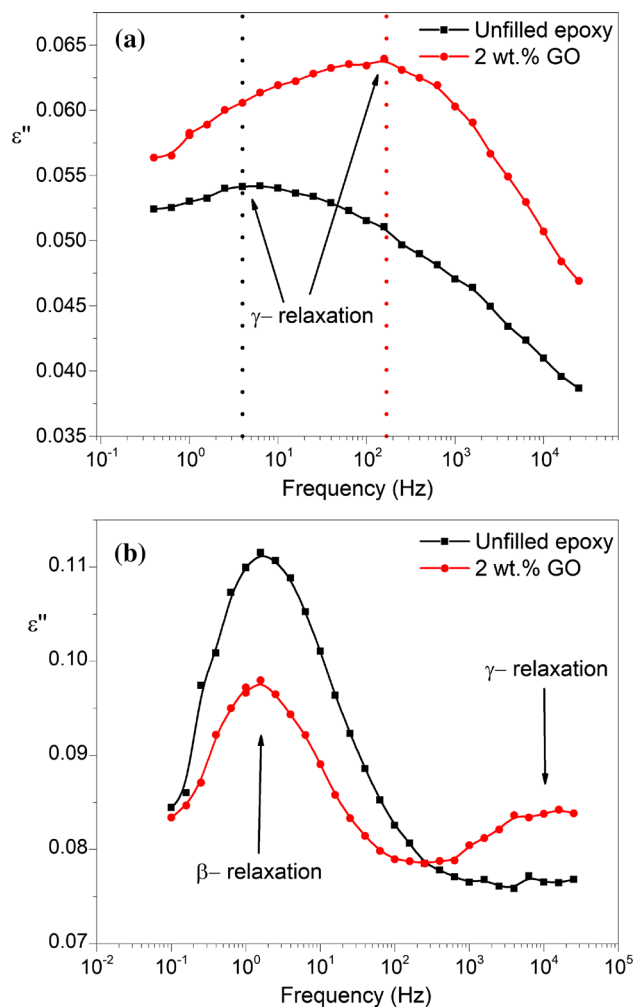 (a)
Unfilled epoxy
2 wt.% GO
0.065
0.060
0.055
0.050
0.045
0.040
0.035
ε"
γ– relaxation
10⁻¹ 10⁰ 10¹ 10² 10³ 10⁴
Frequency (Hz)
(b)
Unfilled epoxy
2 wt.% GO
0.11
0.10
0.09
0.08
0.07
ε"
γ– relaxation
β– relaxation
10⁻² 10⁻¹ 10⁰ 10¹ 10² 10³ 10⁴ 10⁵
Frequency (Hz)